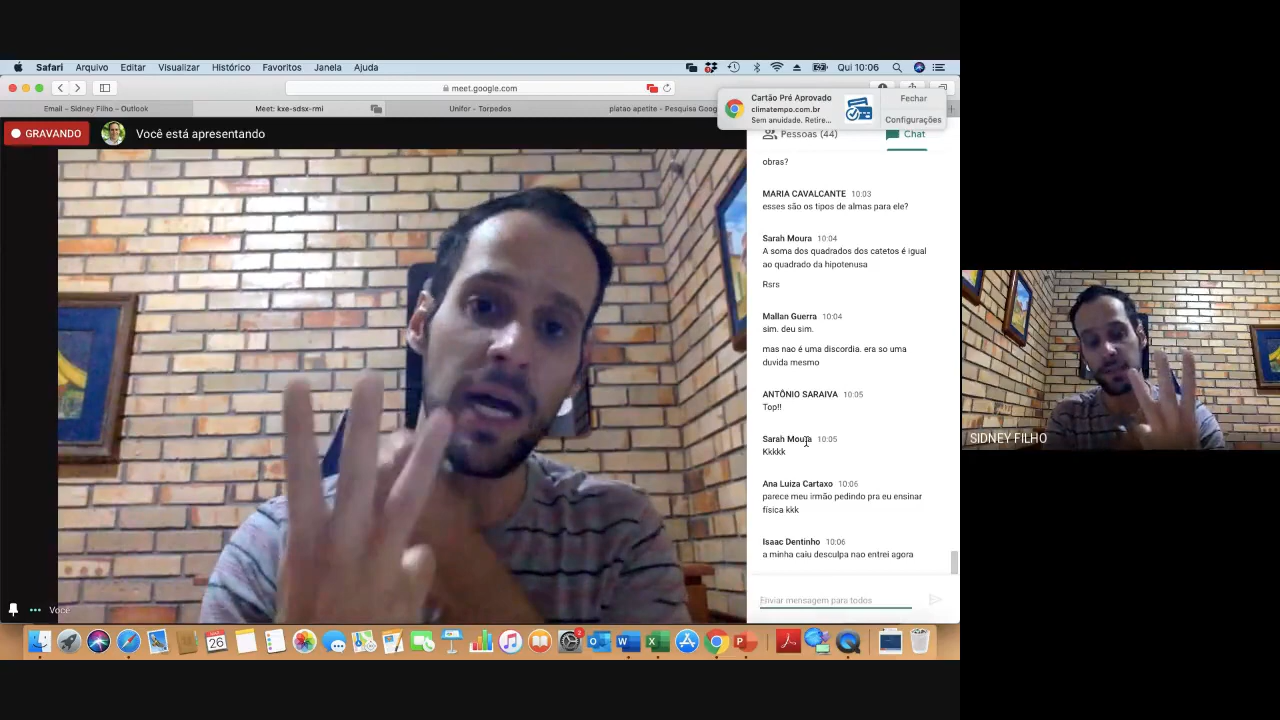 Safari Arquivo Editar Visualizar Histórico Favoritos Janela Ajuda
Qui 10:06
meet.google.com
Email – Sidney Filho – Outlook
Meet: kxe-sdsx-rmi
Unifor - Torpedos
platao apetite - Pesquisa Goog
Cartão Pré Aprovado
climatempo.com.br
Sem anuidade. Retire...
Fechar
Configurações
GRAVANDO
Você está apresentando
Pessoas (44)
Chat
obras?
MARIA CAVALCANTE 10:03
esses são os tipos de almas para ele?
Sarah Moura 10:04
A soma dos quadrados dos catetos é igual
ao quadrado da hipotenusa
Rsrs
Mallan Guerra 10:04
sim. deu sim.
mas nao é uma discordia. era so uma
duvida mesmo
ANTÔNIO SARAIVA 10:05
Top!!
Sarah Moura 10:05
Kkkkk
Ana Luiza Cartaxo 10:06
parece meu irmão pedindo pra eu ensinar
física kkk
Isaac Dentinho 10:06
a minha caiu desculpa nao entrei agora
Enviar mensagem para todos
Você
SIDNEY FILHO
26
2